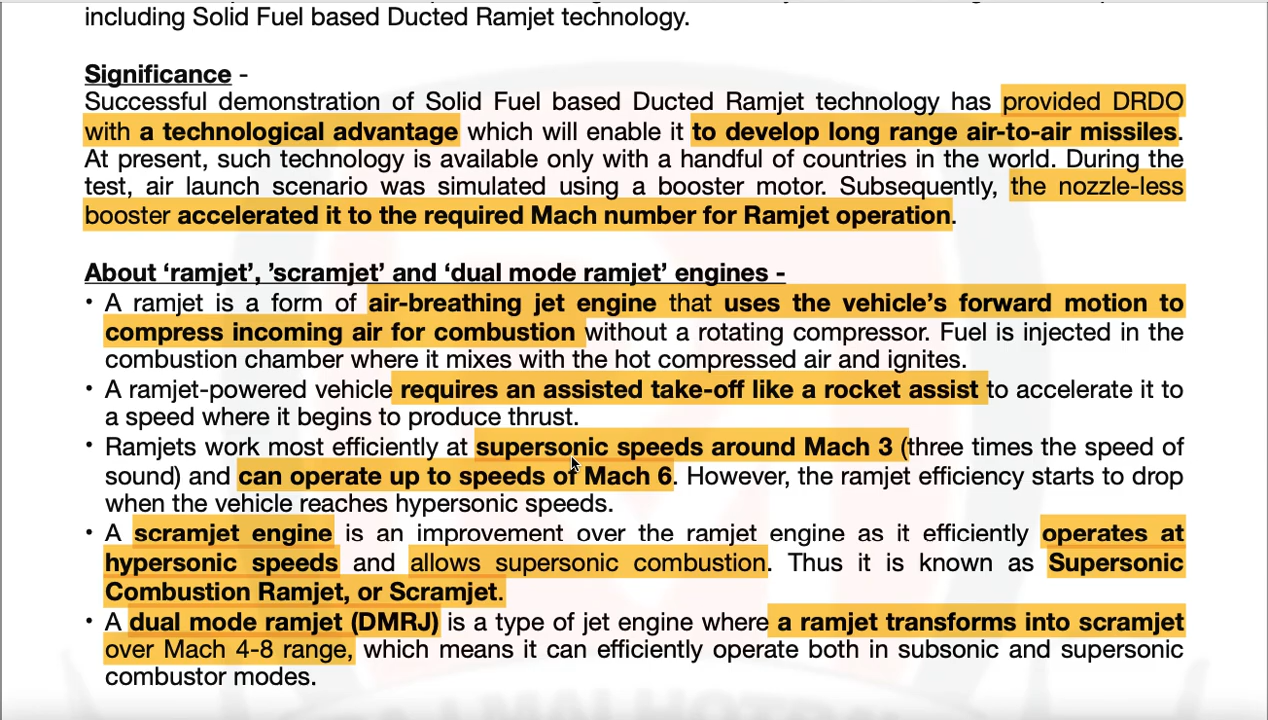 including Solid Fuel based Ducted Ramjet technology.
Significance -
Successful demonstration of Solid Fuel based Ducted Ramjet technology has provided DRDO
with a technological advantage which will enable it to develop long range air-to-air missiles.
At present, such technology is available only with a handful of countries in the world. During the
test, air launch scenario was simulated using a booster motor. Subsequently, the nozzle-less
booster accelerated it to the required Mach number for Ramjet operation.
About ‘ramjet’, ’scramjet’ and ‘dual mode ramjet’ engines -
• A ramjet is a form of air-breathing jet engine that uses the vehicle’s forward motion to
compress incoming air for combustion without a rotating compressor. Fuel is injected in the
combustion chamber where it mixes with the hot compressed air and ignites.
• A ramjet-powered vehicle requires an assisted take-off like a rocket assist to accelerate it to
a speed where it begins to produce thrust.
• Ramjets work most efficiently at supersonic speeds around Mach 3 (three times the speed of
sound) and can operate up to speeds of Mach 6. However, the ramjet efficiency starts to drop
when the vehicle reaches hypersonic speeds.
• A scramjet engine is an improvement over the ramjet engine as it efficiently operates at
hypersonic speeds and allows supersonic combustion. Thus it is known as Supersonic
Combustion Ramjet, or Scramjet.
• A dual mode ramjet (DMRJ) is a type of jet engine where a ramjet transforms into scramjet
over Mach 4-8 range, which means it can efficiently operate both in subsonic and supersonic
combustor modes.